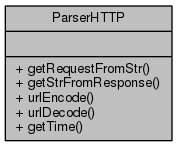 ParserHTTP
+ getRequestFromStr()
+ getStrFromResponse()
+ urlEncode()
+ urlDecode()
+ getTime()